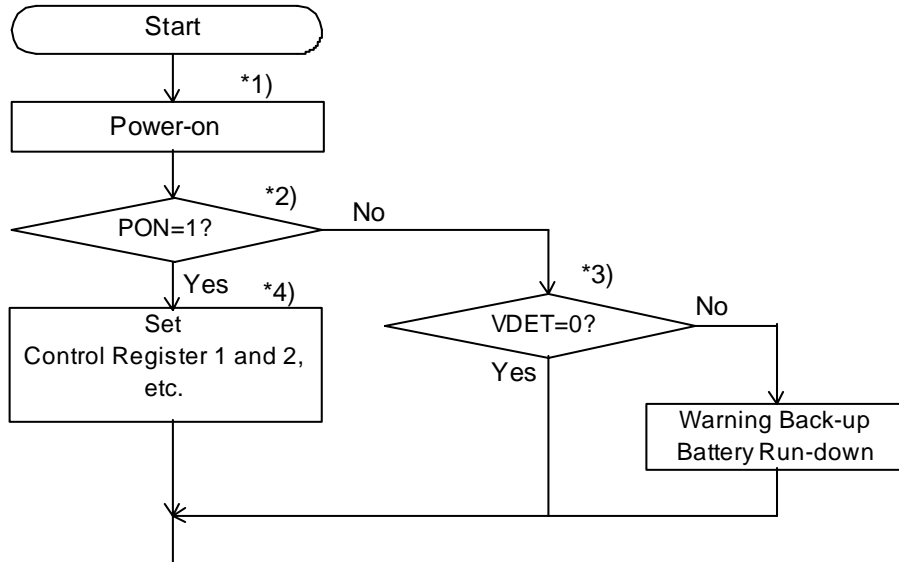 Start
*1)
Power-on
*2)
PON=1?
No
Yes
*3)
*4)
VDET=0?
No
Set
Control Register 1 and 2,
etc.
Yes
Warning Back-up
Battery Run-down